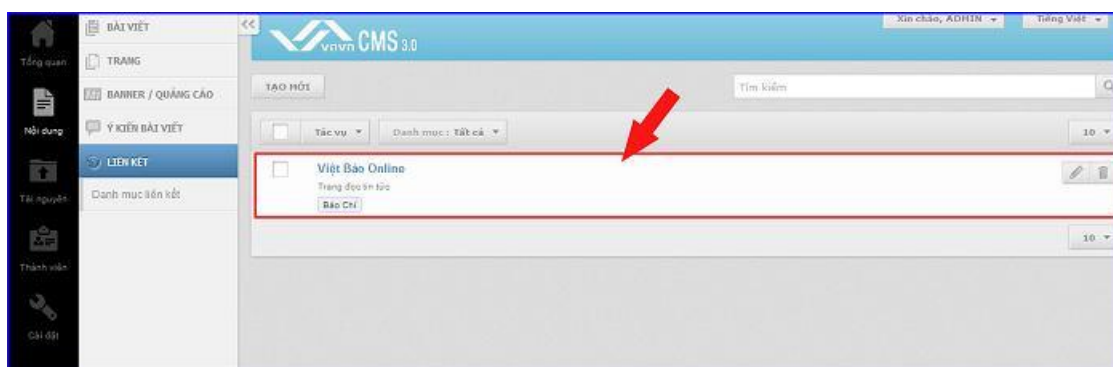 Tổng quan
Nội dung
Tài nguyên
Thành viên
Cài đặt
BÀI VIẾT
TRANG
BANNER / QUẢNG CÁO
Ý KIẾN BÀI VIẾT
LIÊN KẾT
Danh mục liên kết
vnvn CMS 3.0
Xin chào, ADMIN
Tiếng Việt
TẠO MỚI
Tìm kiếm
Tác vụ
Danh mục : Tất cả
10
Việt Báo Online
Trang đọc tin tức
Báo Chí
10